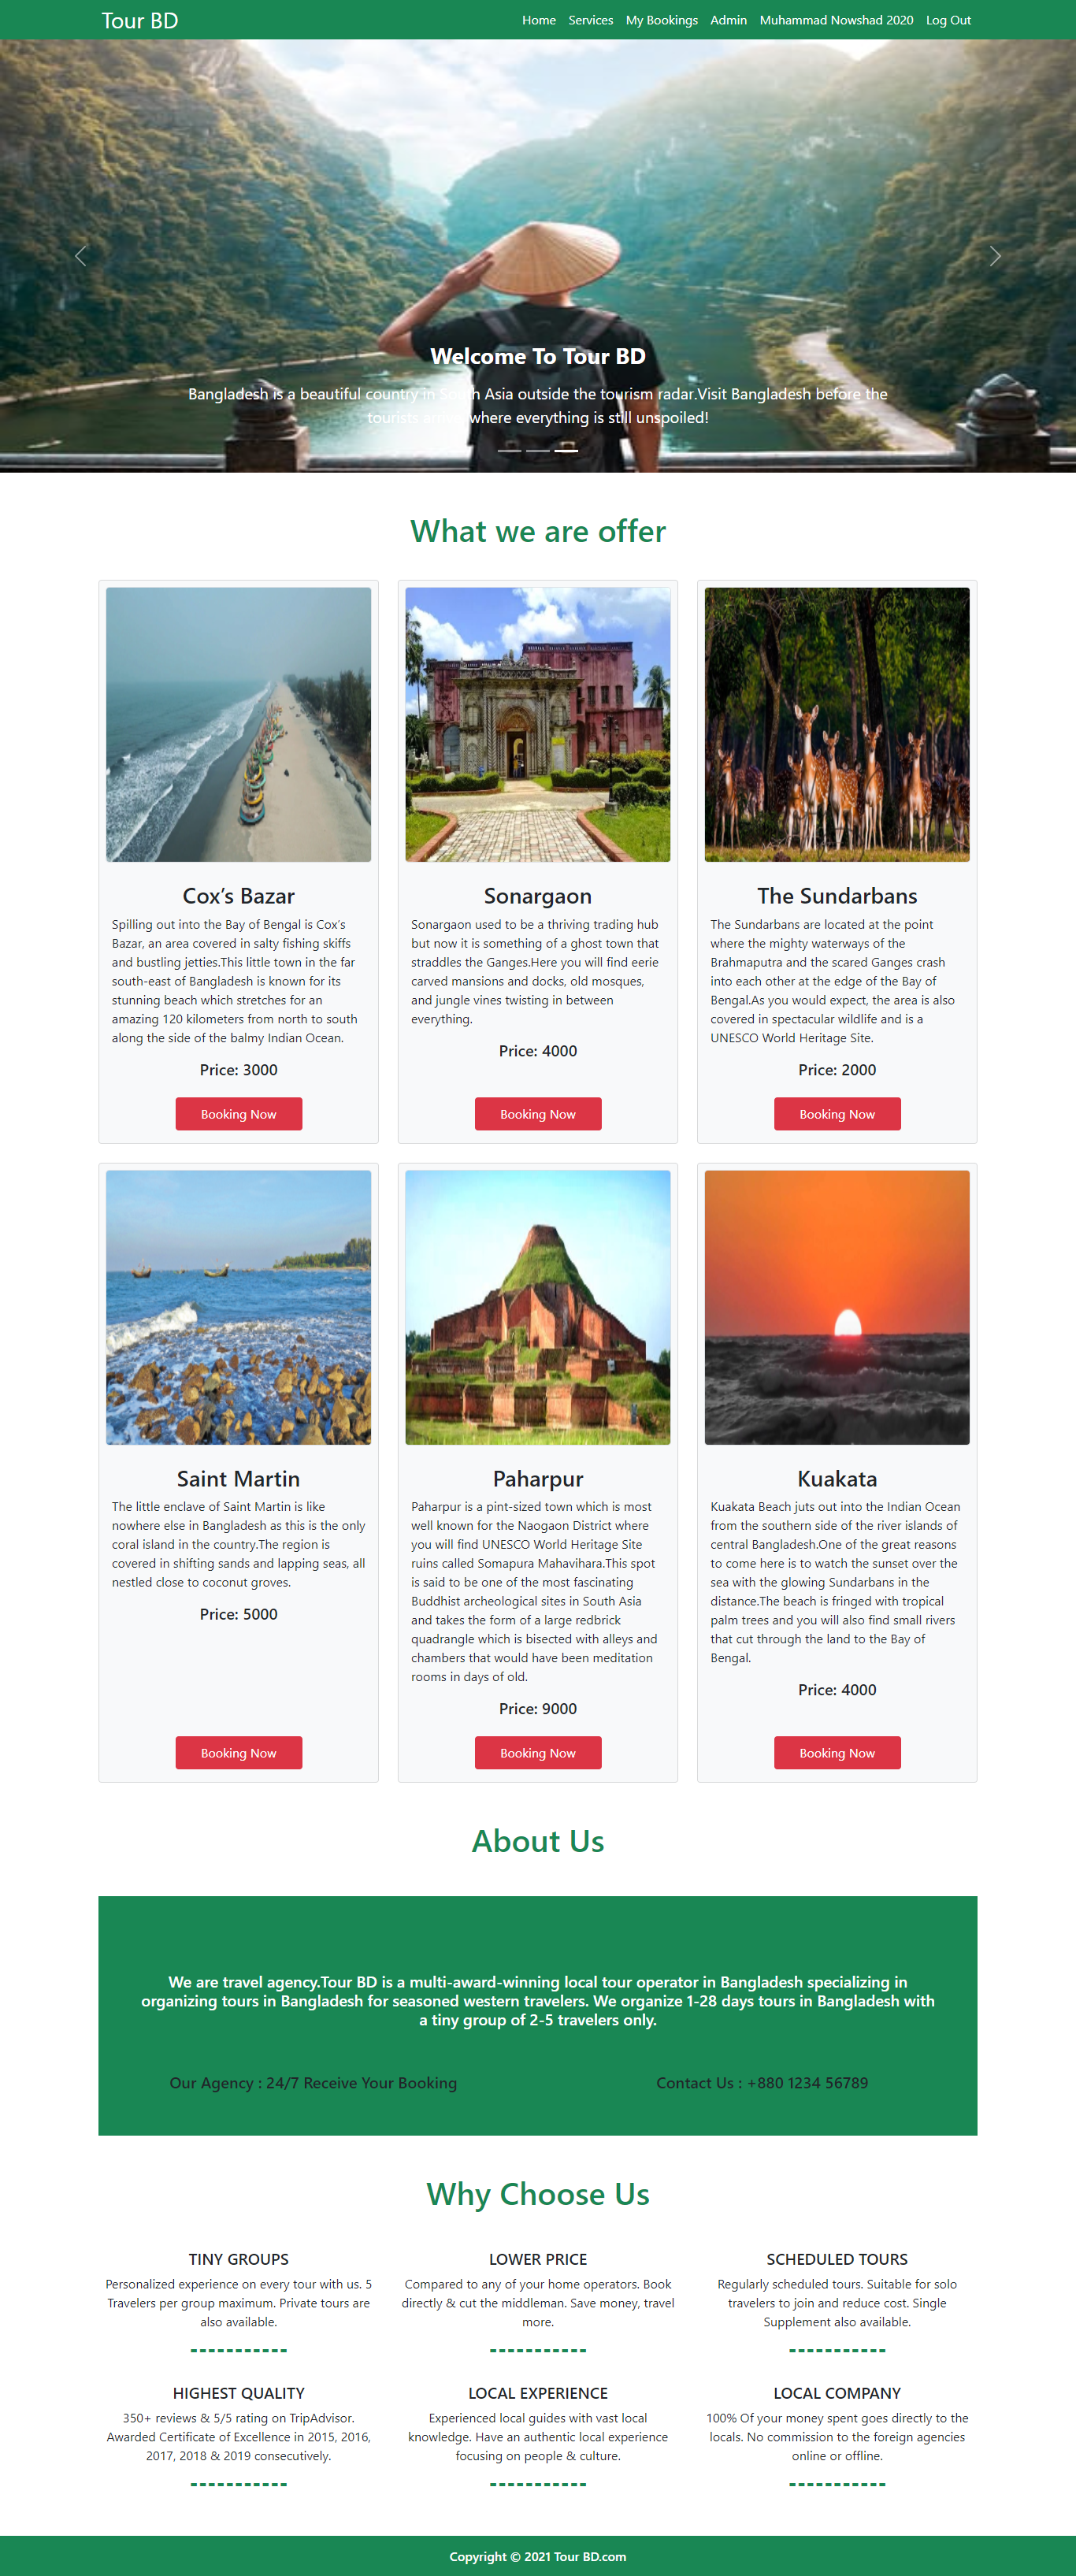 Tour BD
Home Services My Bookings Admin Muhammad Nowshad 2020 Log Out
Welcome To Tour BD
Bangladesh is a beautiful country in South Asia outside the tourism radar.Visit Bangladesh before the
tourists arrive where everything is still unspoiled!
What we are offer
Cox's Bazar
Spilling out into the Bay of Bengal is Cox's
Bazar, an area covered in salty fishing skiffs
and bustling jetties.This little town in the far
south-east of Bangladesh is known for its
stunning beach which stretches for an
amazing 120 kilometers from north to south
along the side of the balmy Indian Ocean.
Price: 3000
Booking Now
Sonargaon
Sonargaon used to be a thriving trading hub
but now it is something of a ghost town that
straddles the Ganges.Here you will find eerie
carved mansions and docks, old mosques,
and jungle vines twisting in between
everything.
Price: 4000
Booking Now
The Sundarbans
The Sundarbans are located at the point
where the mighty waterways of the
Brahmaputra and the scared Ganges crash
into each other at the edge of the Bay of
Bengal.As you would expect, the area is also
covered in spectacular wildlife and is a
UNESCO World Heritage Site.
Price: 2000
Booking Now
Saint Martin
The little enclave of Saint Martin is like
nowhere else in Bangladesh as this is the only
coral island in the country.The region is
covered in shifting sands and lapping seas, all
nestled close to coconut groves.
Price: 5000
Booking Now
Paharpur
Paharpur is a pint-sized town which is most
well known for the Naogaon District where
you will find UNESCO World Heritage Site
ruins called Somapura Mahavihara.This spot
is said to be one of the most fascinating
Buddhist archeological sites in South Asia
and takes the form of a large redbrick
quadrangle which is bisected with alleys and
chambers that would have been meditation
rooms in days of old.
Price: 9000
Booking Now
Kuakata
Kuakata Beach juts out into the Indian Ocean
from the southern side of the river islands of
central Bangladesh.One of the great reasons
to come here is to watch the sunset over the
sea with the glowing Sundarbans in the
distance.The beach is fringed with tropical
palm trees and you will also find small rivers
that cut through the land to the Bay of
Bengal.
Price: 4000
Booking Now
About Us
We are travel agency.Tour BD is a multi-award-winning local tour operator in Bangladesh specializing in
organizing tours in Bangladesh for seasoned western travelers. We organize 1-28 days tours in Bangladesh with
a tiny group of 2-5 travelers only.
Our Agency : 24/7 Receive Your Booking
Contact Us : +880 1234 56789
Why Choose Us
TINY GROUPS
Personalized experience on every tour with us. 5
Travelers per group maximum. Private tours are
also available.
LOWER PRICE
Compared to any of your home operators. Book
directly & cut the middleman. Save money, travel
more.
SCHEDULED TOURS
Regularly scheduled tours. Suitable for solo
travelers to join and reduce cost. Single
Supplement also available.
HIGHEST QUALITY
350+ reviews & 5/5 rating on TripAdvisor.
Awarded Certificate of Excellence in 2015, 2016,
2017, 2018 & 2019 consecutively.
LOCAL EXPERIENCE
Experienced local guides with vast local
knowledge. Have an authentic local experience
focusing on people & culture.
LOCAL COMPANY
100% Of your money spent goes directly to the
locals. No commission to the foreign agencies
online or offline.
Copyright © 2021 Tour BD.com